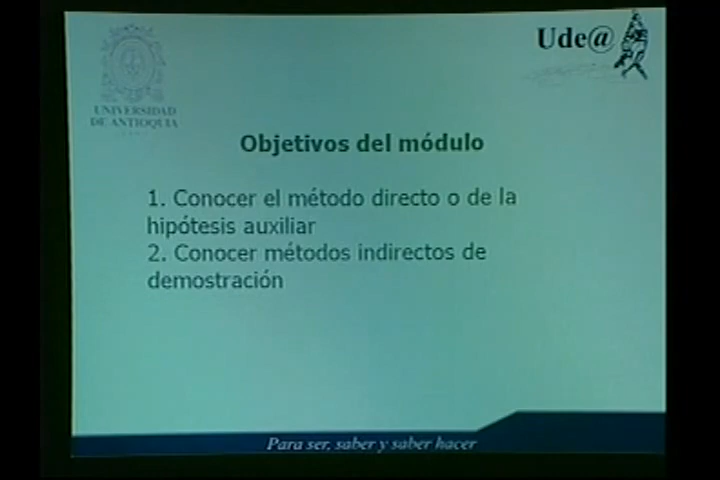 UNIVERSIDAD
DE ANTIOQUIA
Ude@
Objetivos del módulo
1. Conocer el método directo o de la
hipótesis auxiliar
2. Conocer métodos indirectos de
demostración
Para ser, saber y saber hacer